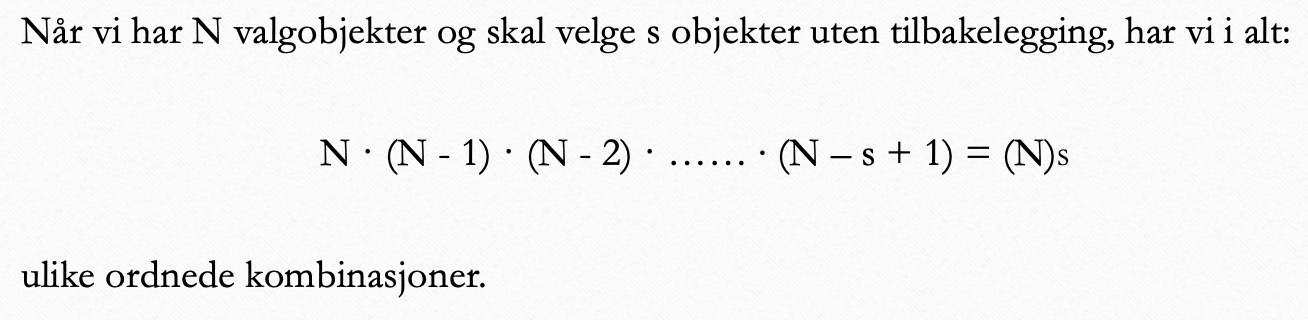 Når vi har N valgobjekter og skal velge s objekter uten tilbakelegging, har vi i alt:
N · (N - 1) · (N - 2) · …… · (N – s + 1) = (N)s
ulike ordnede kombinasjoner.